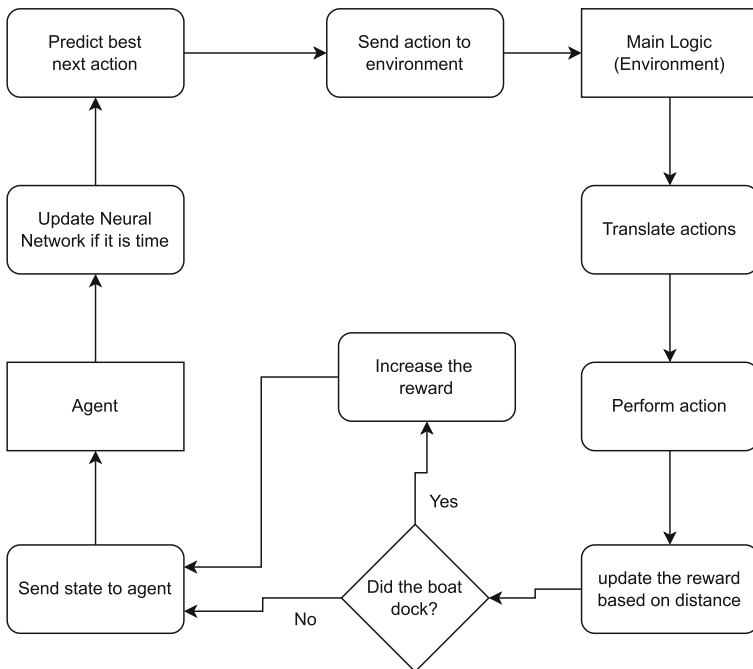 Predict best
next action
Send action to
environment
Main Logic
(Environment)
Update Neural
Network if it is time
Translate actions
Increase the
reward
Agent
Perform action
Yes
Send state to agent
Did the boat
dock?
No
update the reward
based on distance